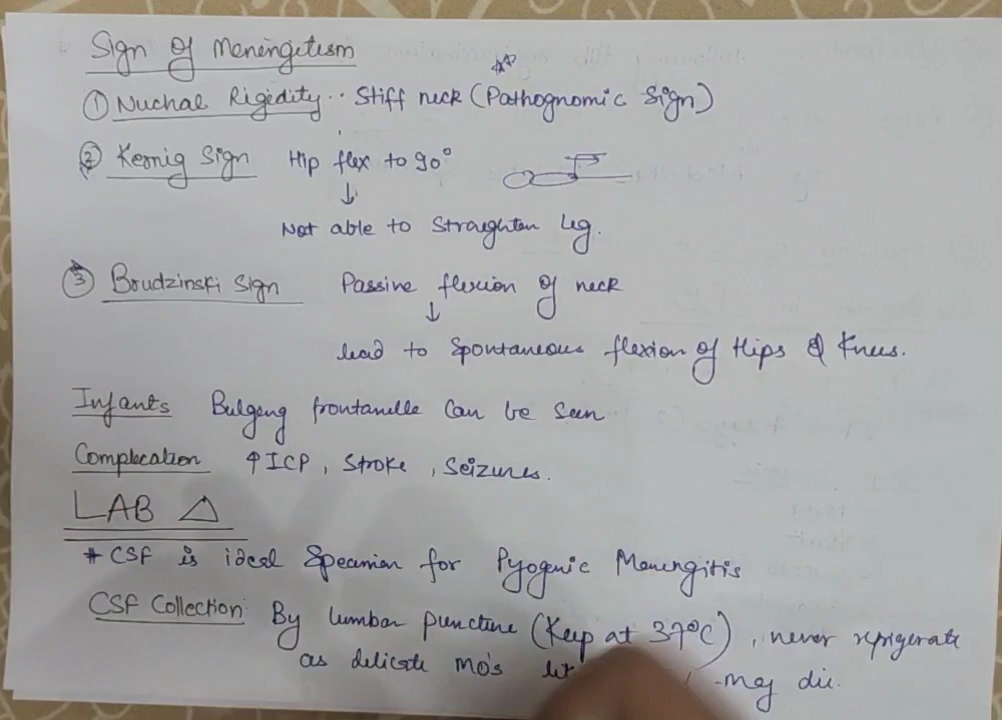 Sign of Meningitism
① Nuchal Rigidity.. Stiff neck (Pathognomic Sign)
② Kernig Sign Hip flex to 90°
↓
Not able to Straighten Leg.
③ Brudzinski Sign Passive flexion of neck
↓
lead to Spontaneous flexion of Hips & Knees.
Infants Bulging frontanelle Can be Seen
Complication ↑ICP, Stroke, Seizures.
LAB △
* CSF is ideal Specimen for Pyogenic Meningitis
CSF Collection: By lumbar puncture (Keep at 37°C), never refrigerate
as delicate MO's may die.